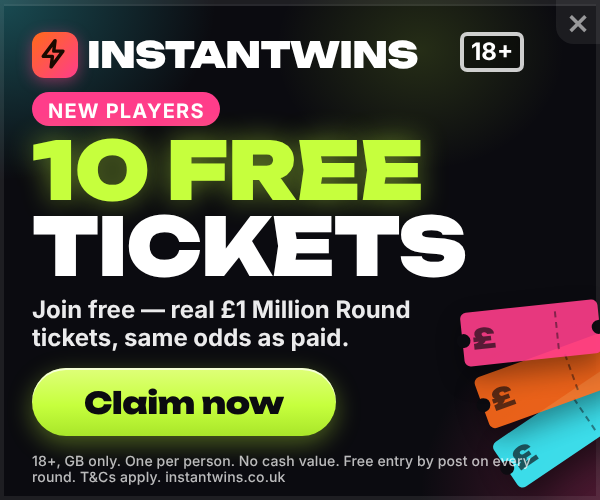 INSTANTWINS
18+
NEW PLAYERS
10 FREE
TICKETS
Join free — real £1 Million Round
tickets, same odds as paid.
£
£
£
Claim now
18+, GB only. One per person. No cash value. Free entry by post on every
round. T&Cs apply. instantwins.co.uk